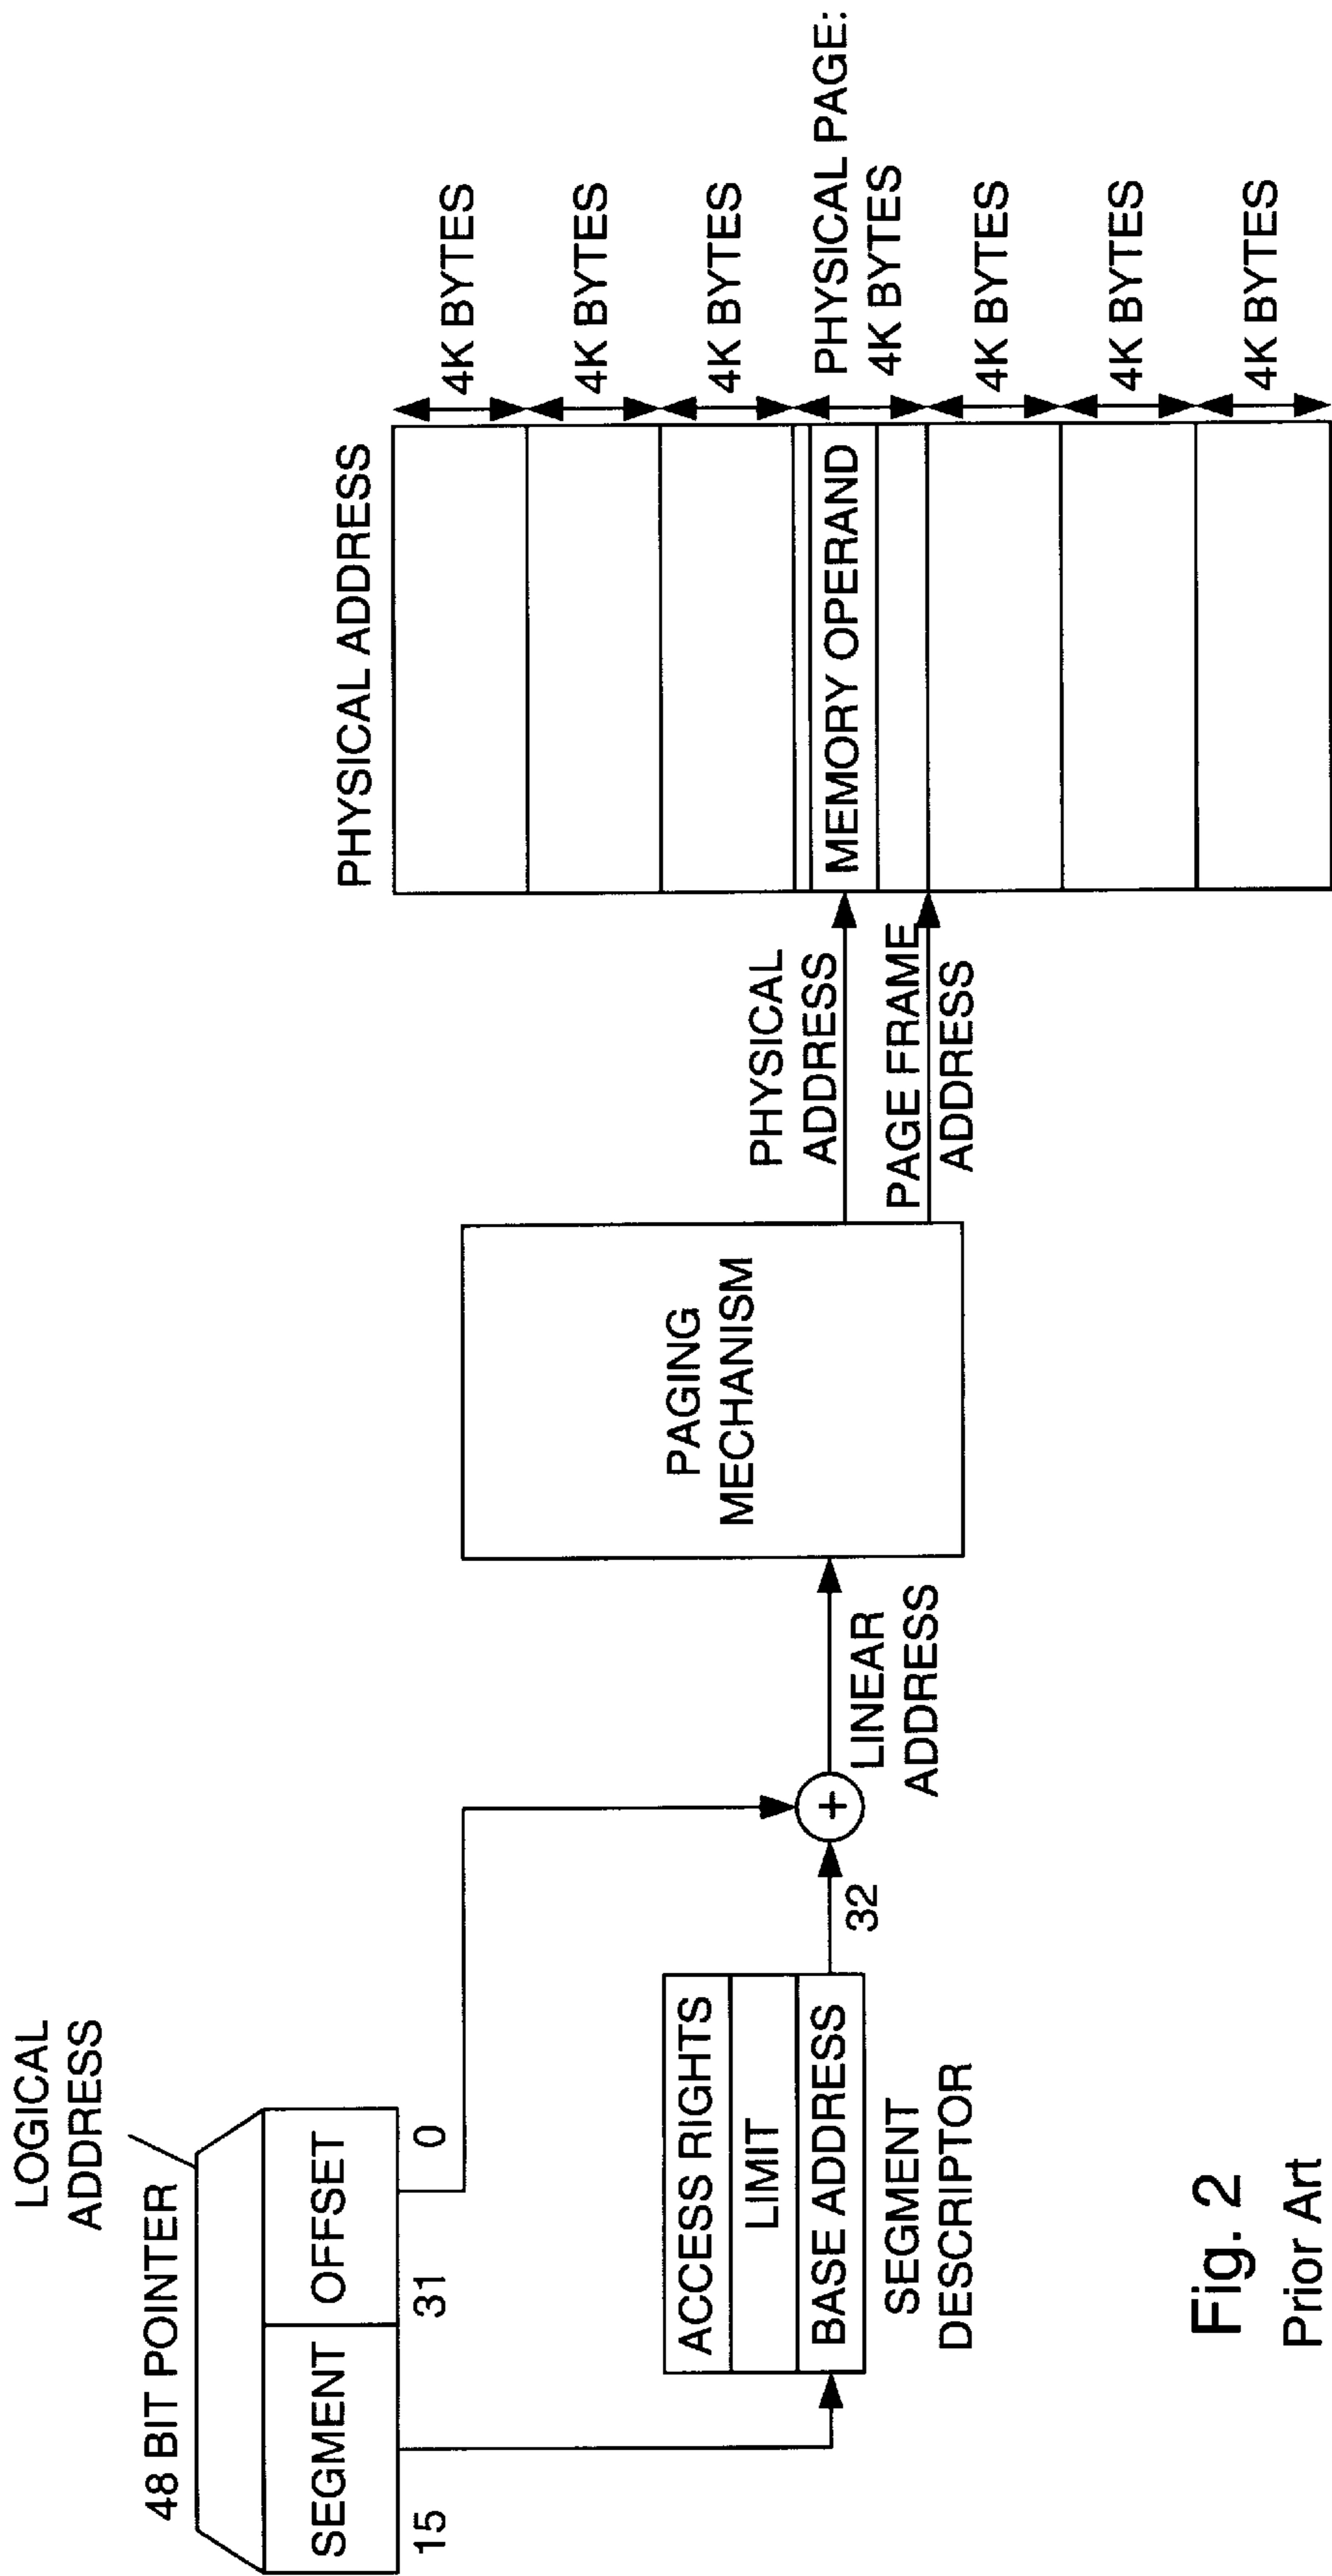 LOGICAL
ADDRESS
48 BIT POINTER
SEGMENT
OFFSET
15
31
0
ACCESS RIGHTS
LIMIT
BASE ADDRESS
SEGMENT
DESCRIPTOR
32
+
LINEAR
ADDRESS
PAGING
MECHANISM
PHYSICAL
ADDRESS
PAGE FRAME
ADDRESS
PHYSICAL ADDRESS
MEMORY OPERAND
4K BYTES
4K BYTES
4K BYTES
PHYSICAL PAGE:
4K BYTES
4K BYTES
4K BYTES
4K BYTES
Fig. 2
Prior Art